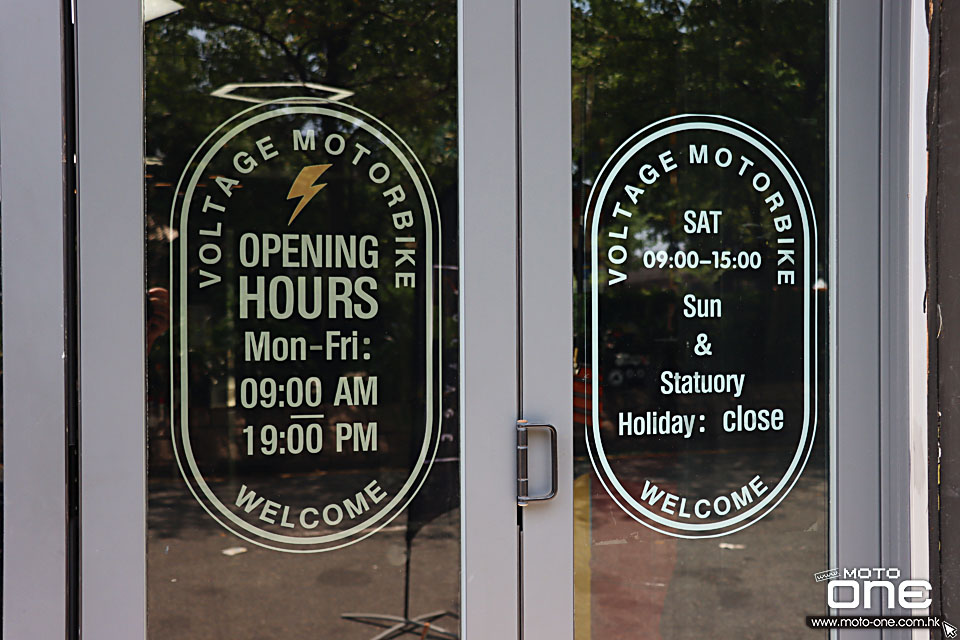 VOLTAGE MOTORBIKE
OPENING
HOURS
Mon-Fri:
09:00 AM
19:00 PM
WELCOME
VOLTAGE MOTORBIKE
SAT
09:00-15:00
Sun
&
Statuory
Holiday: close
WELCOME
www.
MOTO
ONE
www.moto-one.com.hk